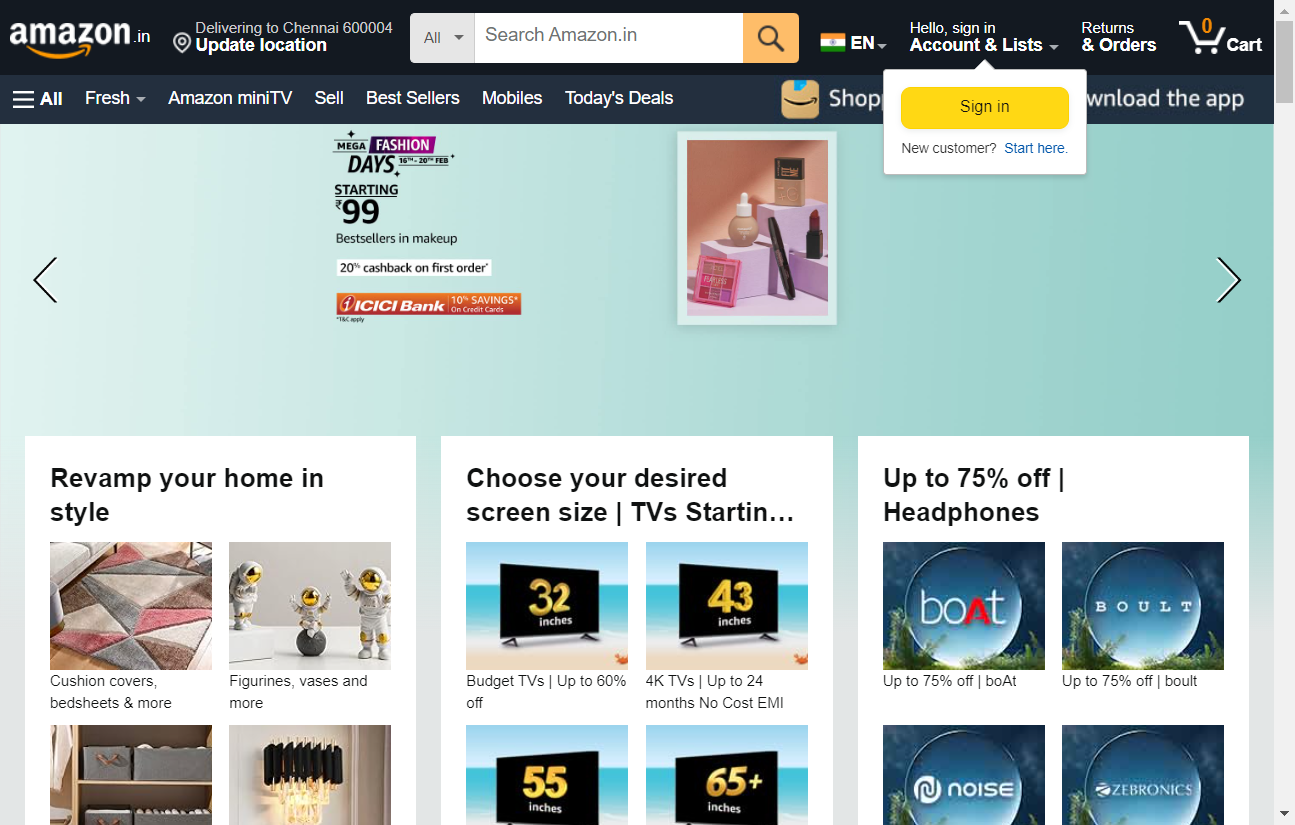 amazon.in
Delivering to Chennai 600004
Update location
All
Search Amazon.in
EN
Hello, sign in
Account & Lists
Returns
& Orders
0
Cart
All
Fresh
Amazon miniTV
Sell
Best Sellers
Mobiles
Today's Deals
Shop
wnload the app
Sign in
New customer? Start here.
MEGA FASHION
DAYS 16TH - 20TH FEB
STARTING
₹99
Bestsellers in makeup
20% cashback on first order*
ICICI Bank
10% SAVINGS*
On Credit Cards
*T&C apply
Revamp your home in
style
Cushion covers,
bedsheets & more
Figurines, vases and
more
Choose your desired
screen size | TVs Startin…
32
inches
43
inches
Budget TVs | Up to 60%
off
4K TVs | Up to 24
months No Cost EMI
55
inches
65+
inches
Up to 75% off |
Headphones
boAt
BOULT
Up to 75% off | boAt
Up to 75% off | boult
noise
ZEBRONICS